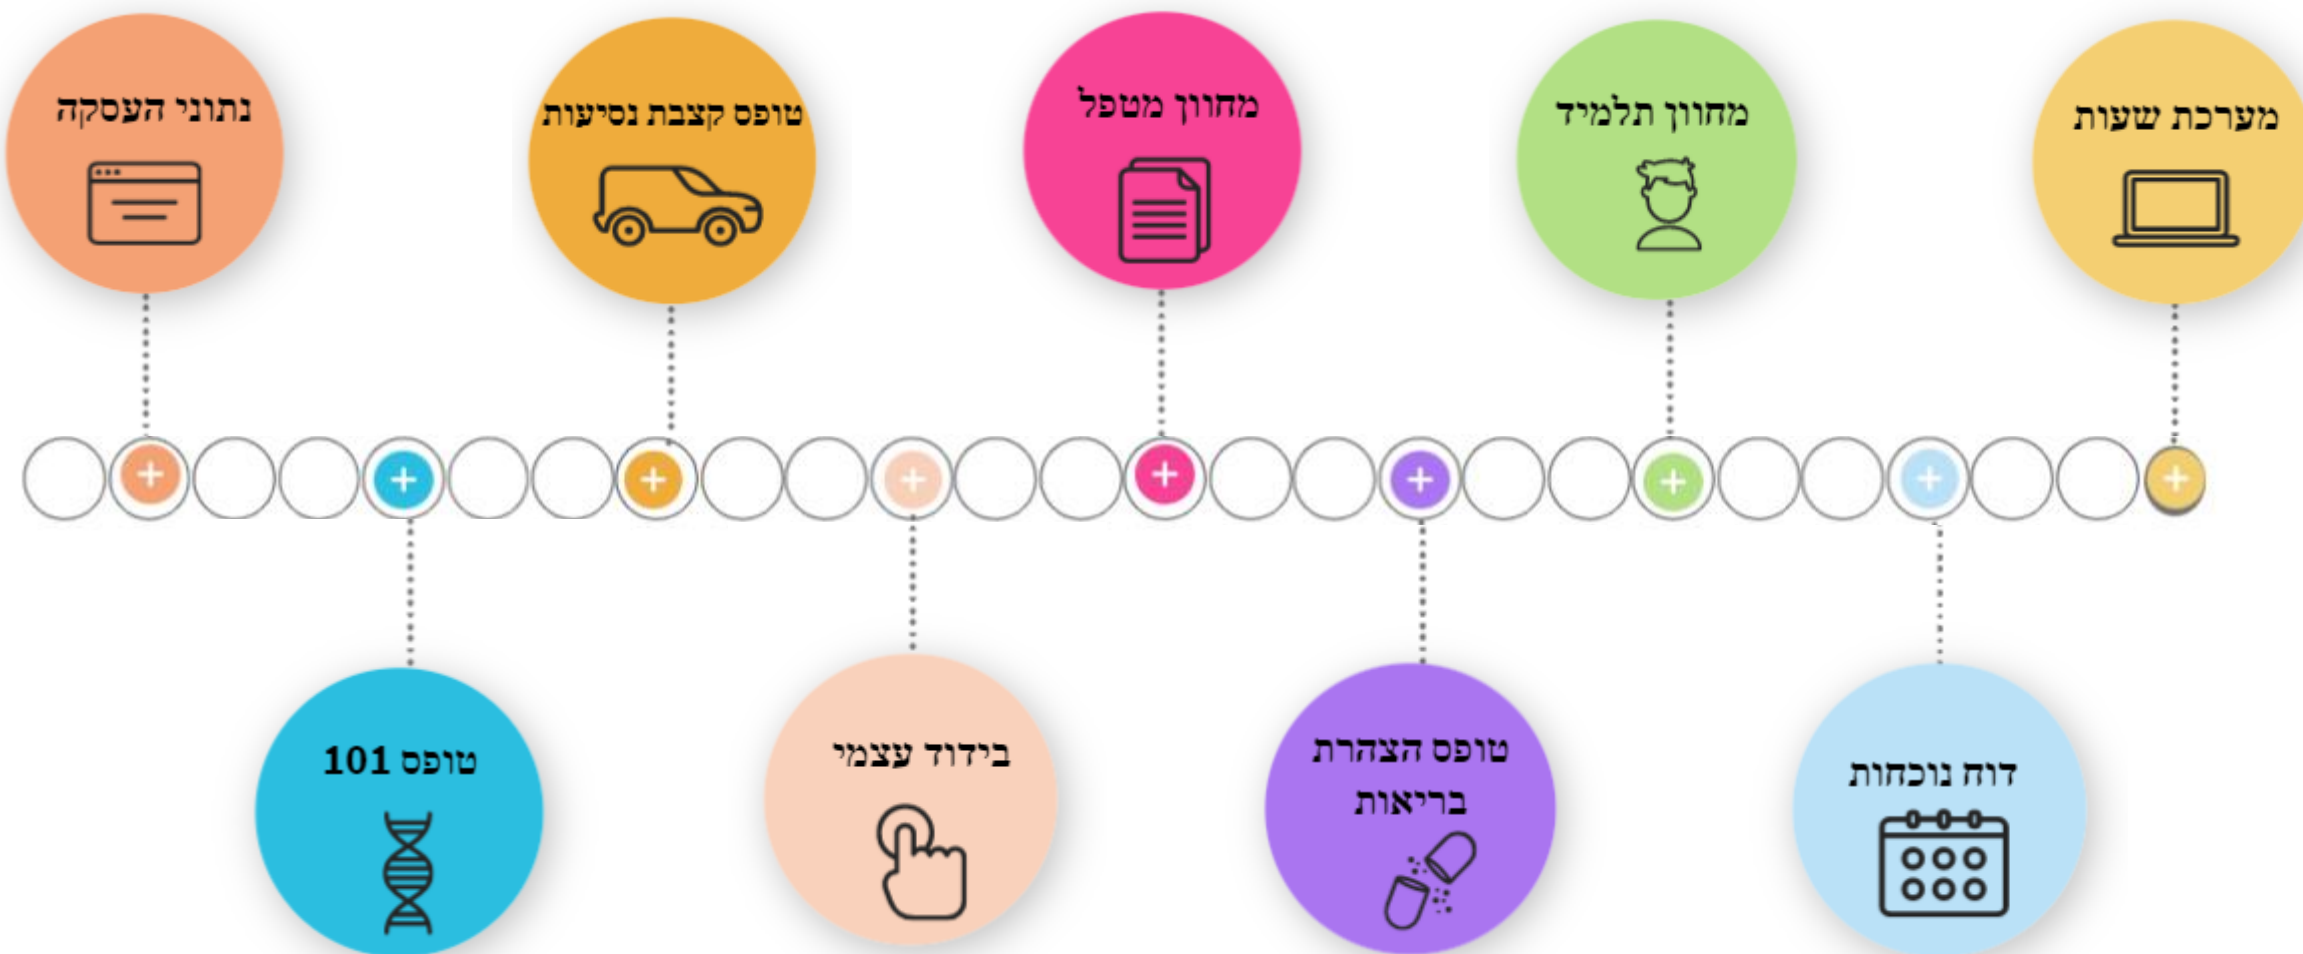 מערכת שעות
מחוון תלמיד
מחוון מטפל
טופס קצבת נסיעות
נתוני העסקה
דוח נוכחות
טופס הצהרת
בריאות
בידוד עצמי
טופס 101